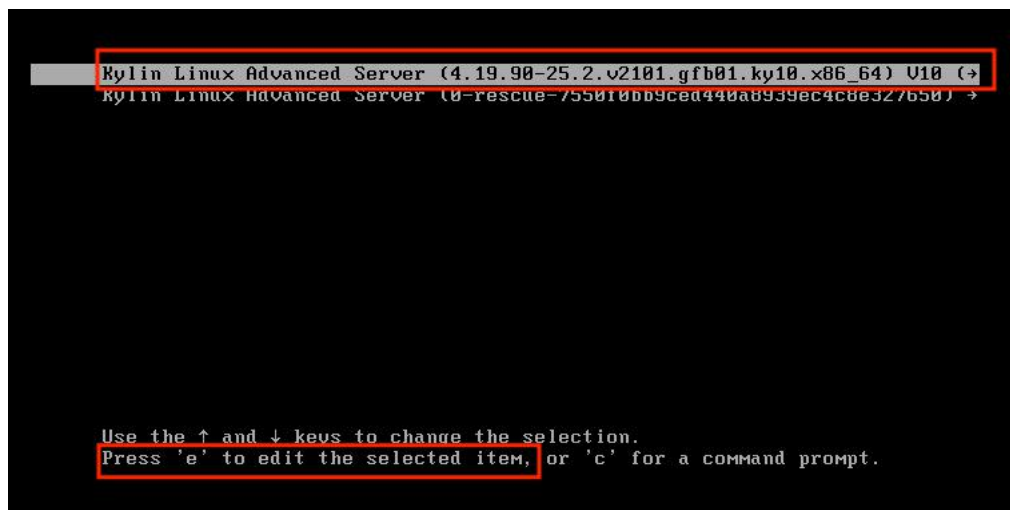 Kylin Linux Advanced Server (4.19.90-25.2.v2101.gfb01.ky10.x86_64) V10 (→
Kylin Linux Advanced Server (0-rescue-7550f0bb9ced440a8939ec4c8e327650) →
Use the ↑ and ↓ keys to change the selection.
Press 'e' to edit the selected item, or 'c' for a command prompt.